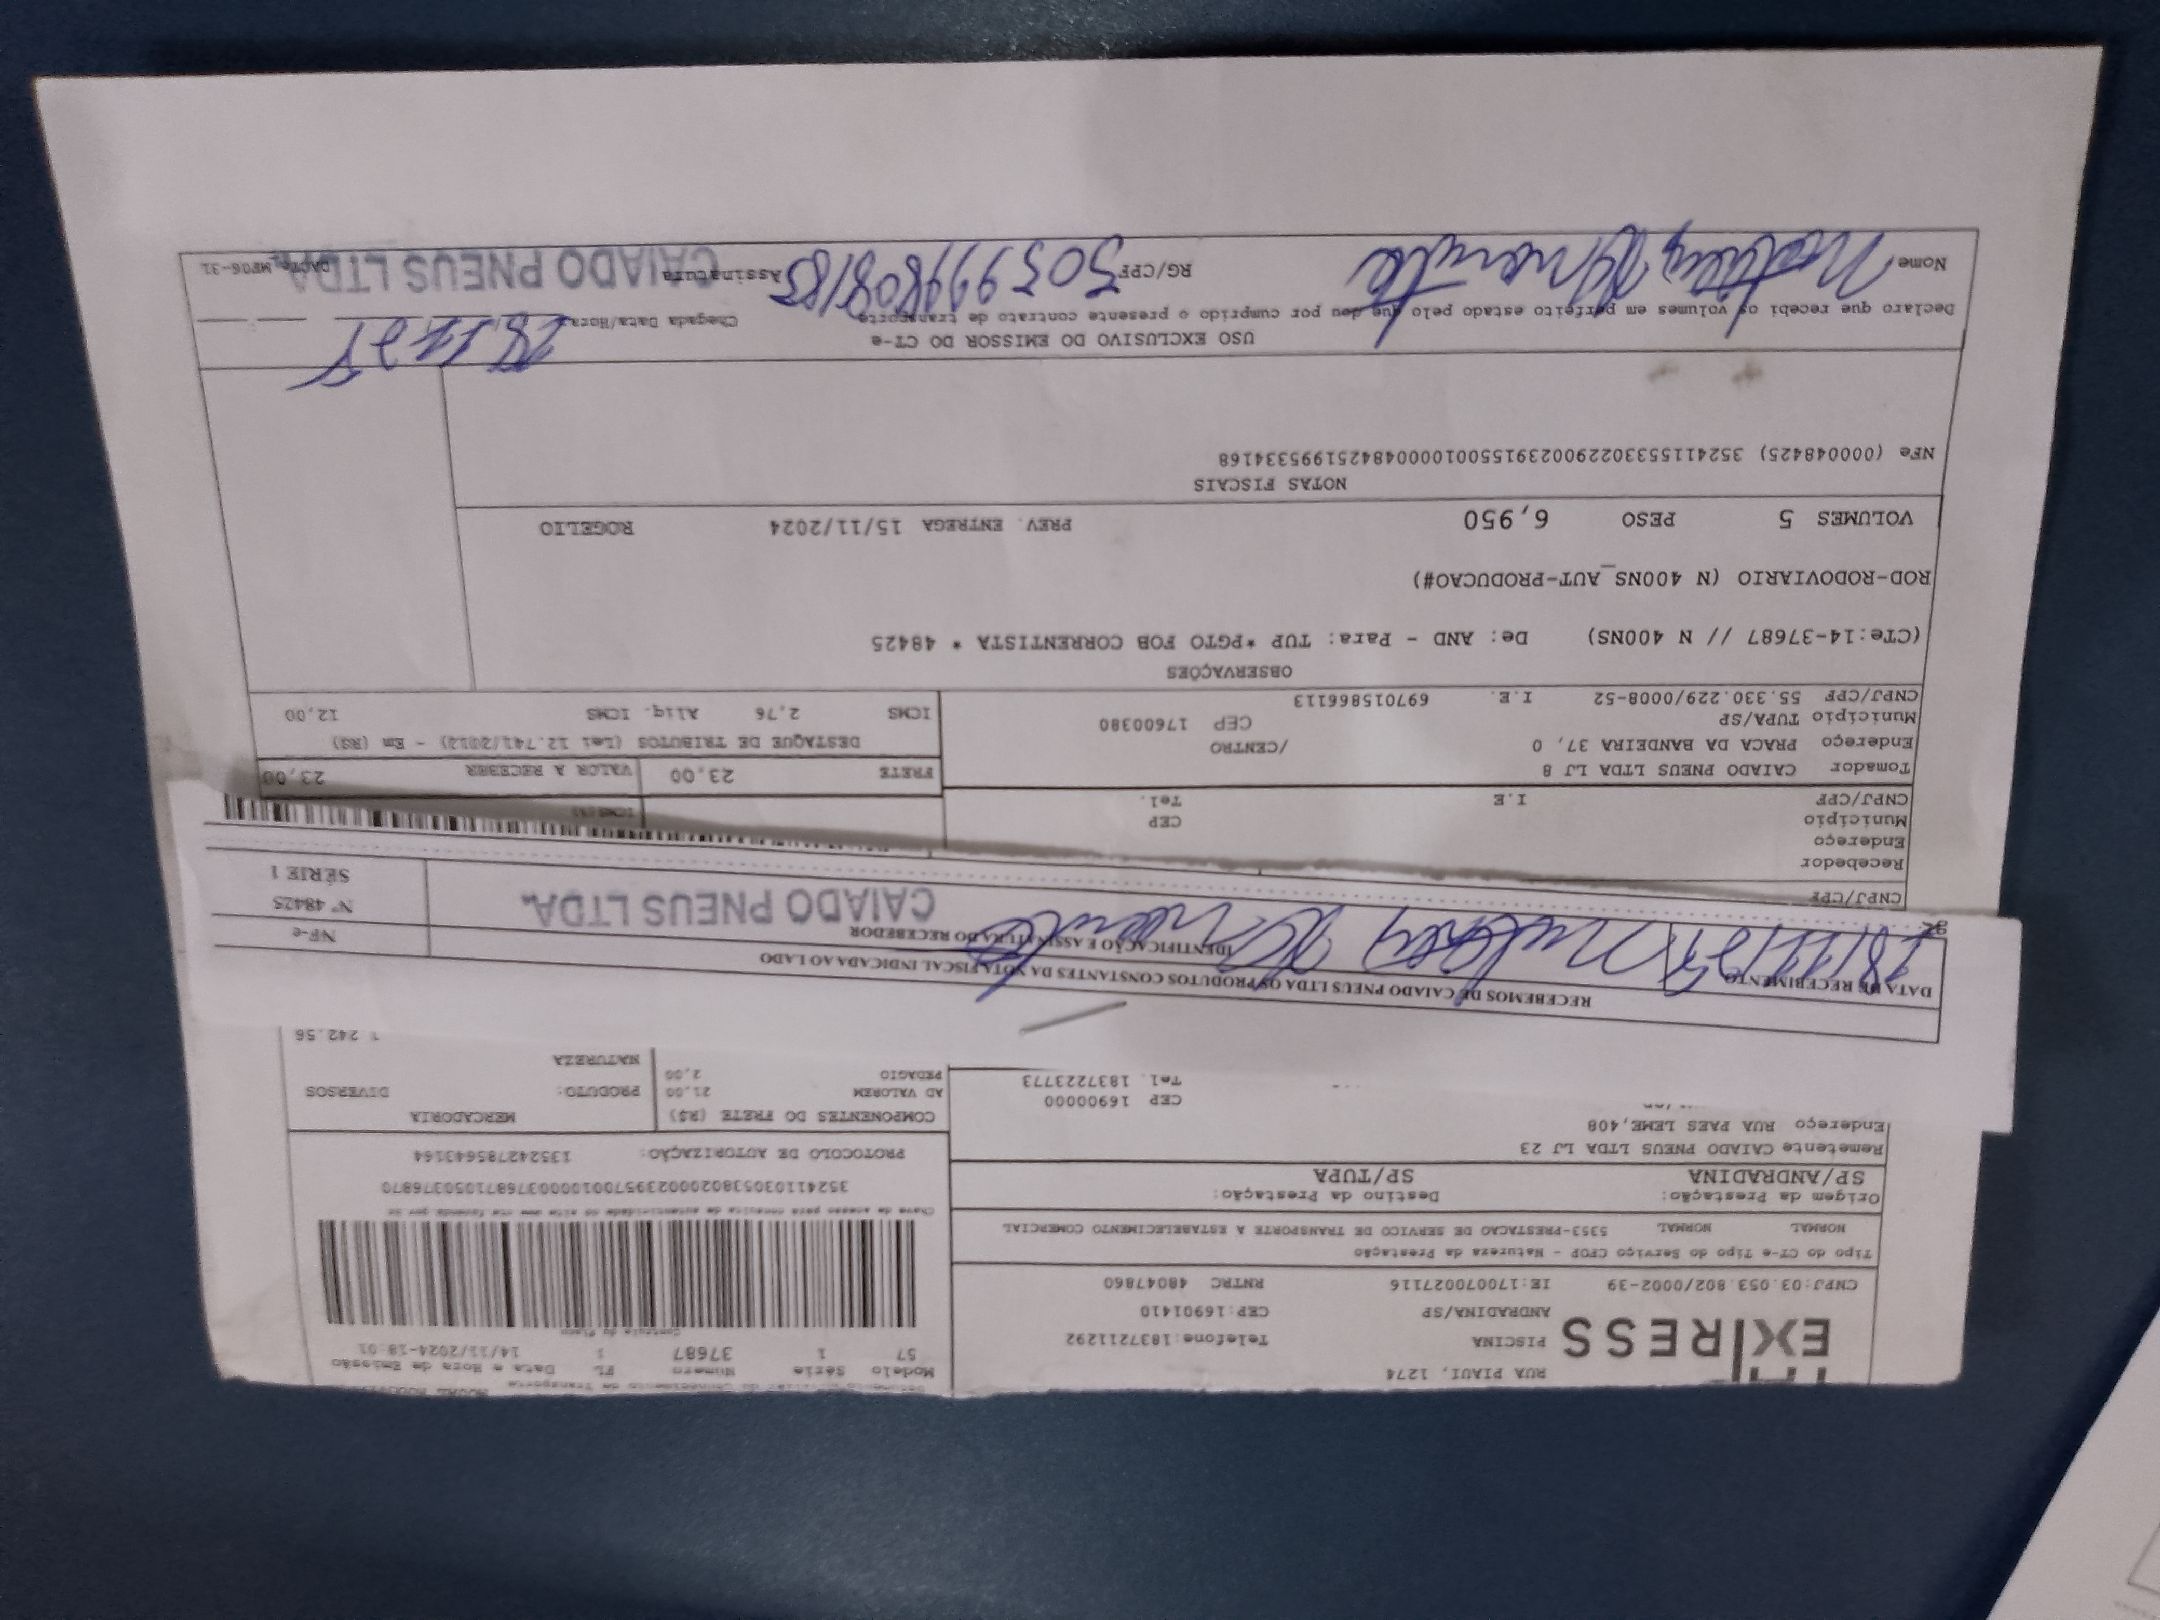 EXPRESS
RUA PIAUI, 1274
PISCINA
Telefone:1837211292
ANDRADINA/SP
CEP:16901410
CNPJ:03.053.802/0002-39 IE:170070027116 RNTRC 48047860
Modelo Série Número FL Data e Hora de Emissão
57 1 37687 1 14/11/2024-18:01
Controle do Fisco
Tipo do CT-e Tipo do Serviço CFOP - Natureza da Prestação
NORMAL NORMAL 5353-PRESTACAO DE SERVICO DE TRANSPORTE A ESTABELECIMENTO COMERCIAL
Origem da Prestação: Destino da Prestação:
SP/ANDRADINA SP/TUPA
35241103053802000239570010000376871050376870
PROTOCOLO DE AUTORIZAÇÃO: 135242785643164
Remetente CAIADO PNEUS LTDA LJ 23
Endereço RUA PAES LEME,408
CEP 16900000
Tel. 1837223773
COMPONENTES DO FRETE (R$)
AD VALOREM 21,00
PEDAGIO 2,00
MERCADORIA
PRODUTO: DIVERSOS
NATUREZA
1.242,56
RECEBEMOS DE CAIADO PNEUS LTDA OS PRODUTOS CONSTANTES DA NOTA FISCAL INDICADA AO LADO
DATA DE RECEBIMENTO
IDENTIFICAÇÃO E ASSINATURA DO RECEBEDOR
CAIADO PNEUS LTDA.
NF-e
Nº 48425
SÉRIE 1
CNPJ/CPF
Recebedor
Endereço
Município CEP
CNPJ/CPF I.E Tel.
Tomador CAIADO PNEUS LTDA LJ 8
Endereço PRACA DA BANDEIRA 37, 0 /CENTRO
Município TUPA/SP CEP 17600380
CNPJ/CPF 55.330.229/0008-52 I.E. 697015866113
FRETE 23,00 VALOR A RECEBER 23,00
DESTAQUE DE TRIBUTOS (Lei 12.741/2012) - Em (R$)
ICMS 2,76 Aliq. ICMS 12,00
OBSERVAÇÕES
(CTe:14-37687 // N 400NS) De: AND - Para: TUP *PGTO FOB CORRENTISTA * 48425
ROD-RODOVIARIO (N 400NS_AUT-PRODUCAO#)
VOLUMES 5 PESO 6,950 PREV. ENTREGA 15/11/2024 ROGELIO
NOTAS FISCAIS
NFe (000048425) 35241155330229002391550010000484251995334168
USO EXCLUSIVO DO EMISSOR DO CT-e
Declaro que recebi os volumes em perfeito estado pelo que dou por cumprido o presente contrato de transporte
Chegada Data/Hora
Nome RG/CPF Assinatura
CAIADO PNEUS LTDA.